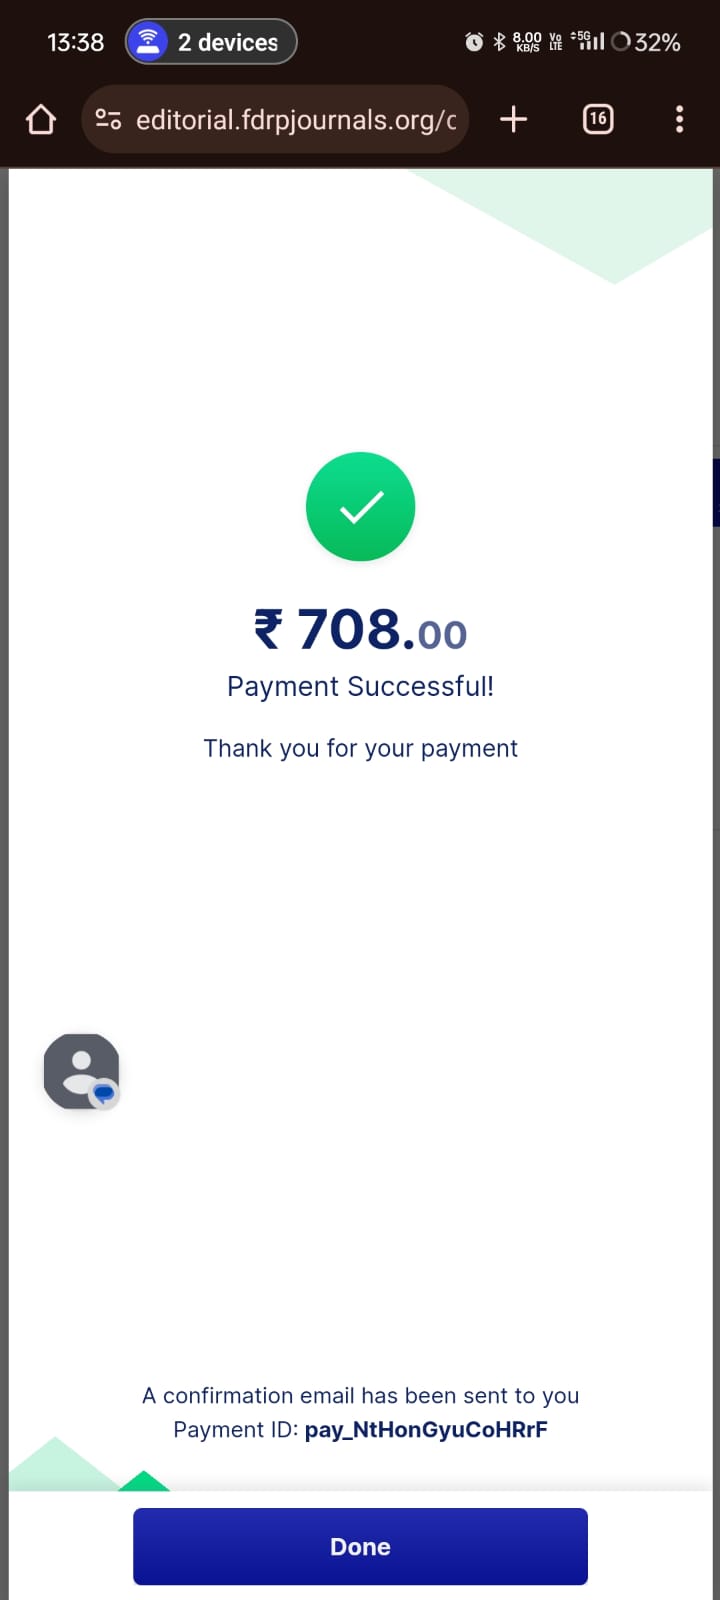 13:38 2 devices 8.00 KB/S Vo LTE 5G 32%
editorial.fdrpjournals.org/c 16
₹ 708.00
Payment Successful!
Thank you for your payment
A confirmation email has been sent to you
Payment ID: pay_NtHonGyuCoHRrF
Done